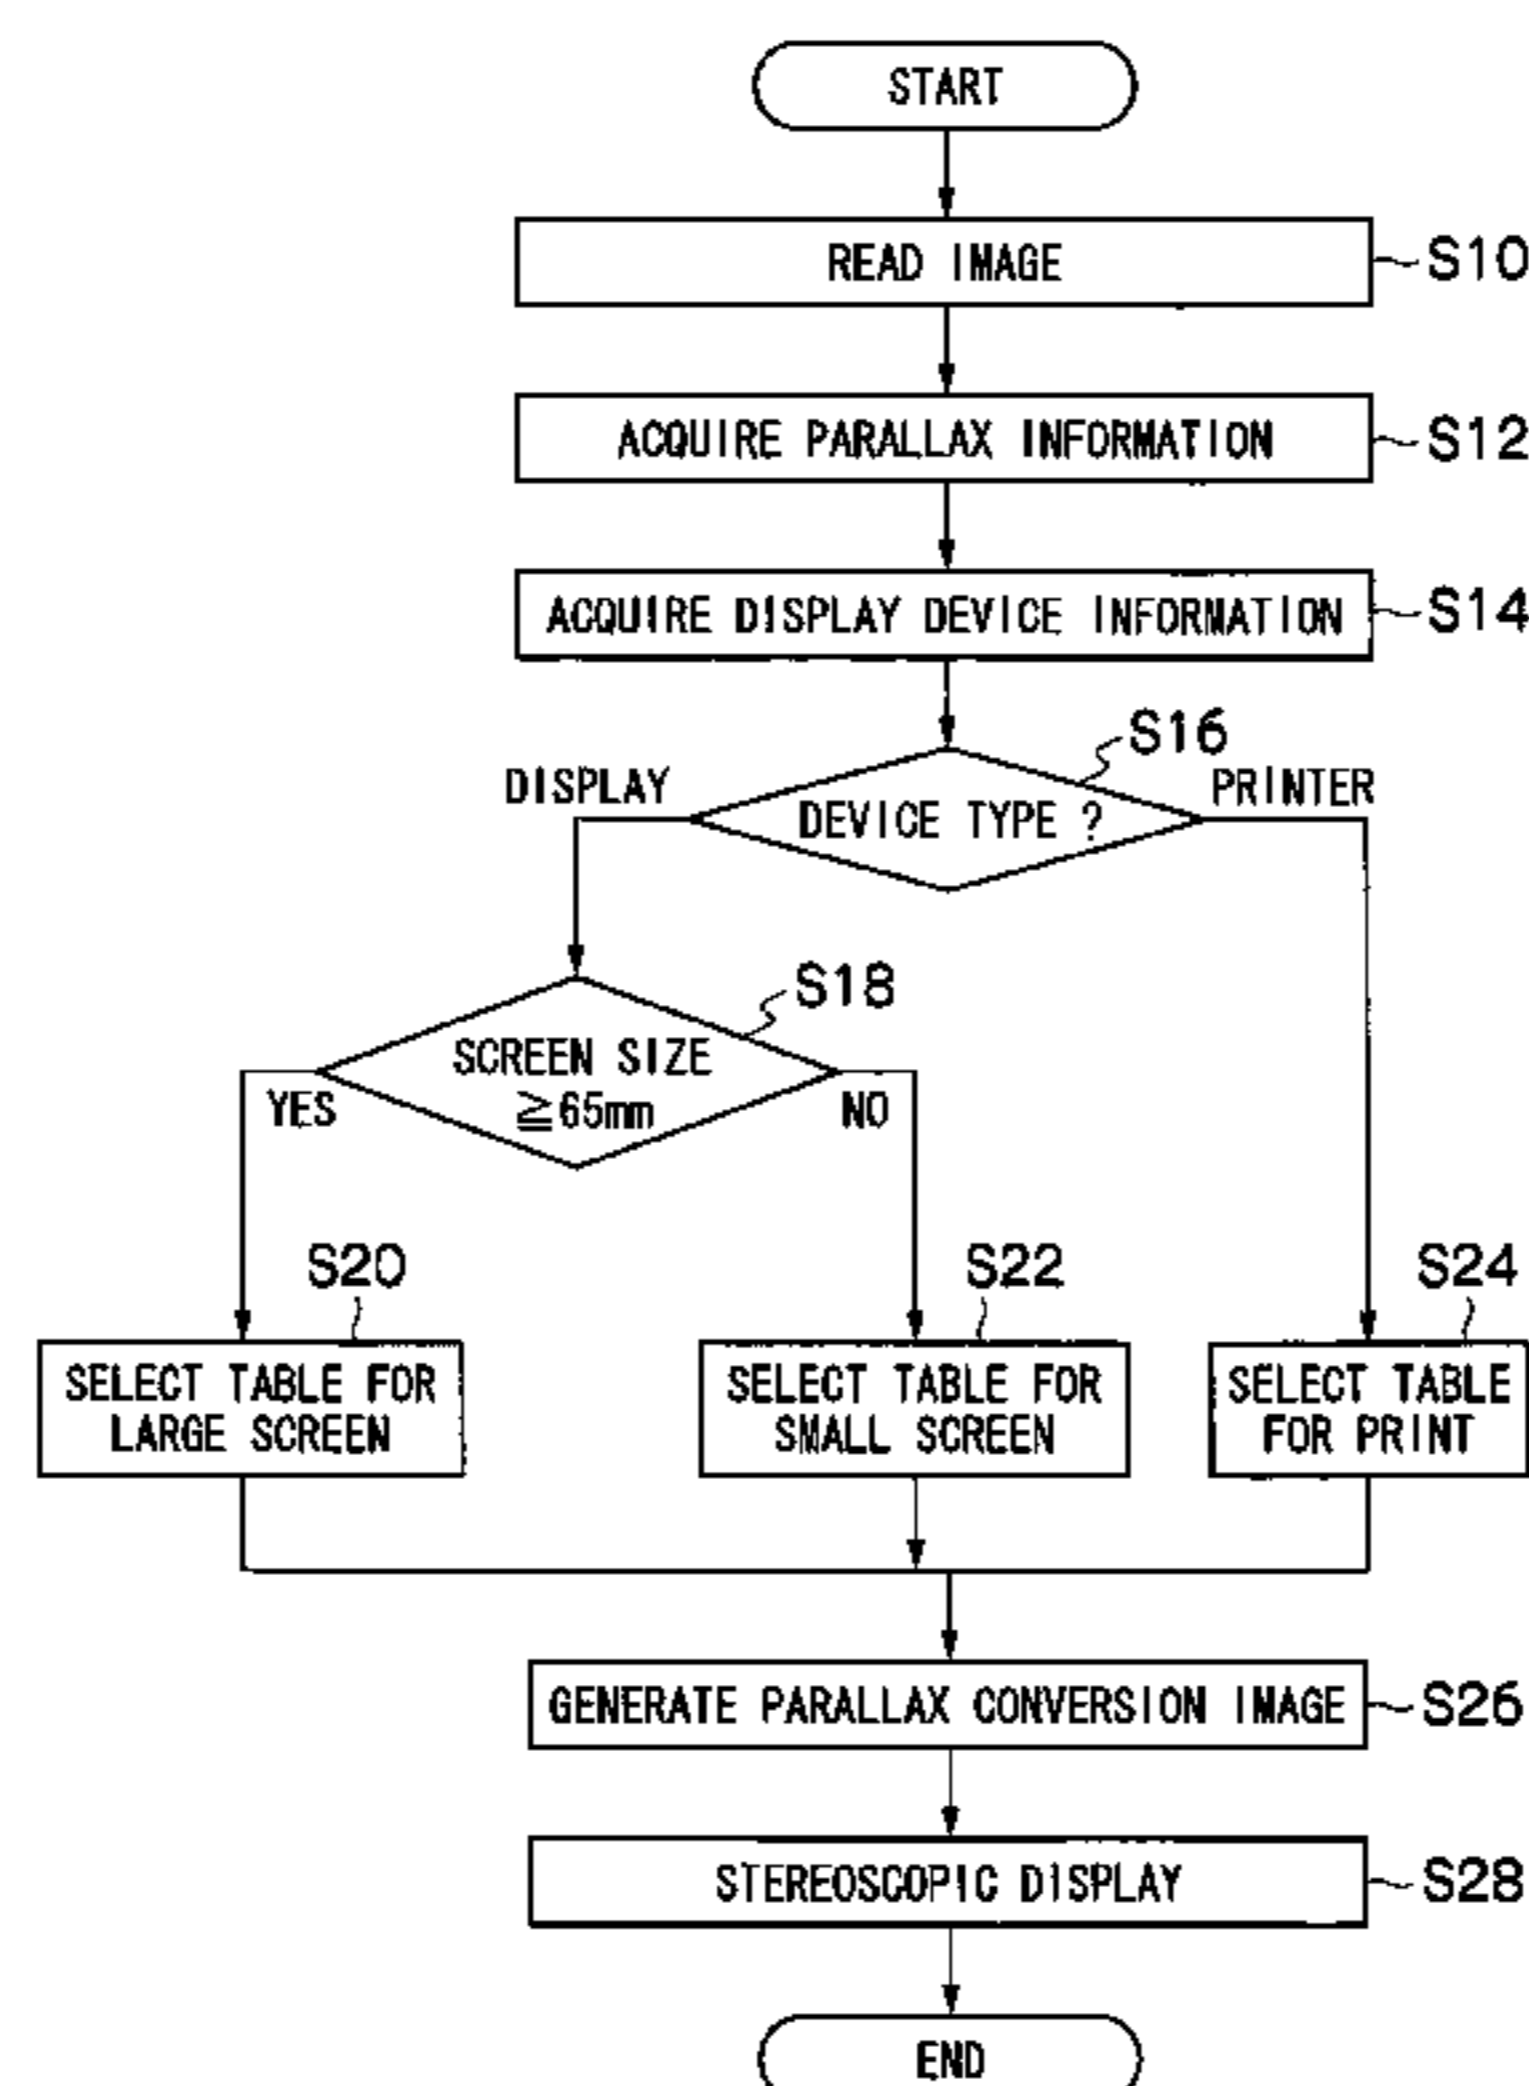 START
READ IMAGE
S10
ACQUIRE PARALLAX INFORMATION
S12
ACQUIRE DISPLAY DEVICE INFORMATION
S14
S16
DISPLAY
DEVICE TYPE ?
PRINTER
S18
SCREEN SIZE
≧65mm
YES
NO
S20
SELECT TABLE FOR
LARGE SCREEN
S22
SELECT TABLE FOR
SMALL SCREEN
S24
SELECT TABLE
FOR PRINT
GENERATE PARALLAX CONVERSION IMAGE
S26
STEREOSCOPIC DISPLAY
S28
END